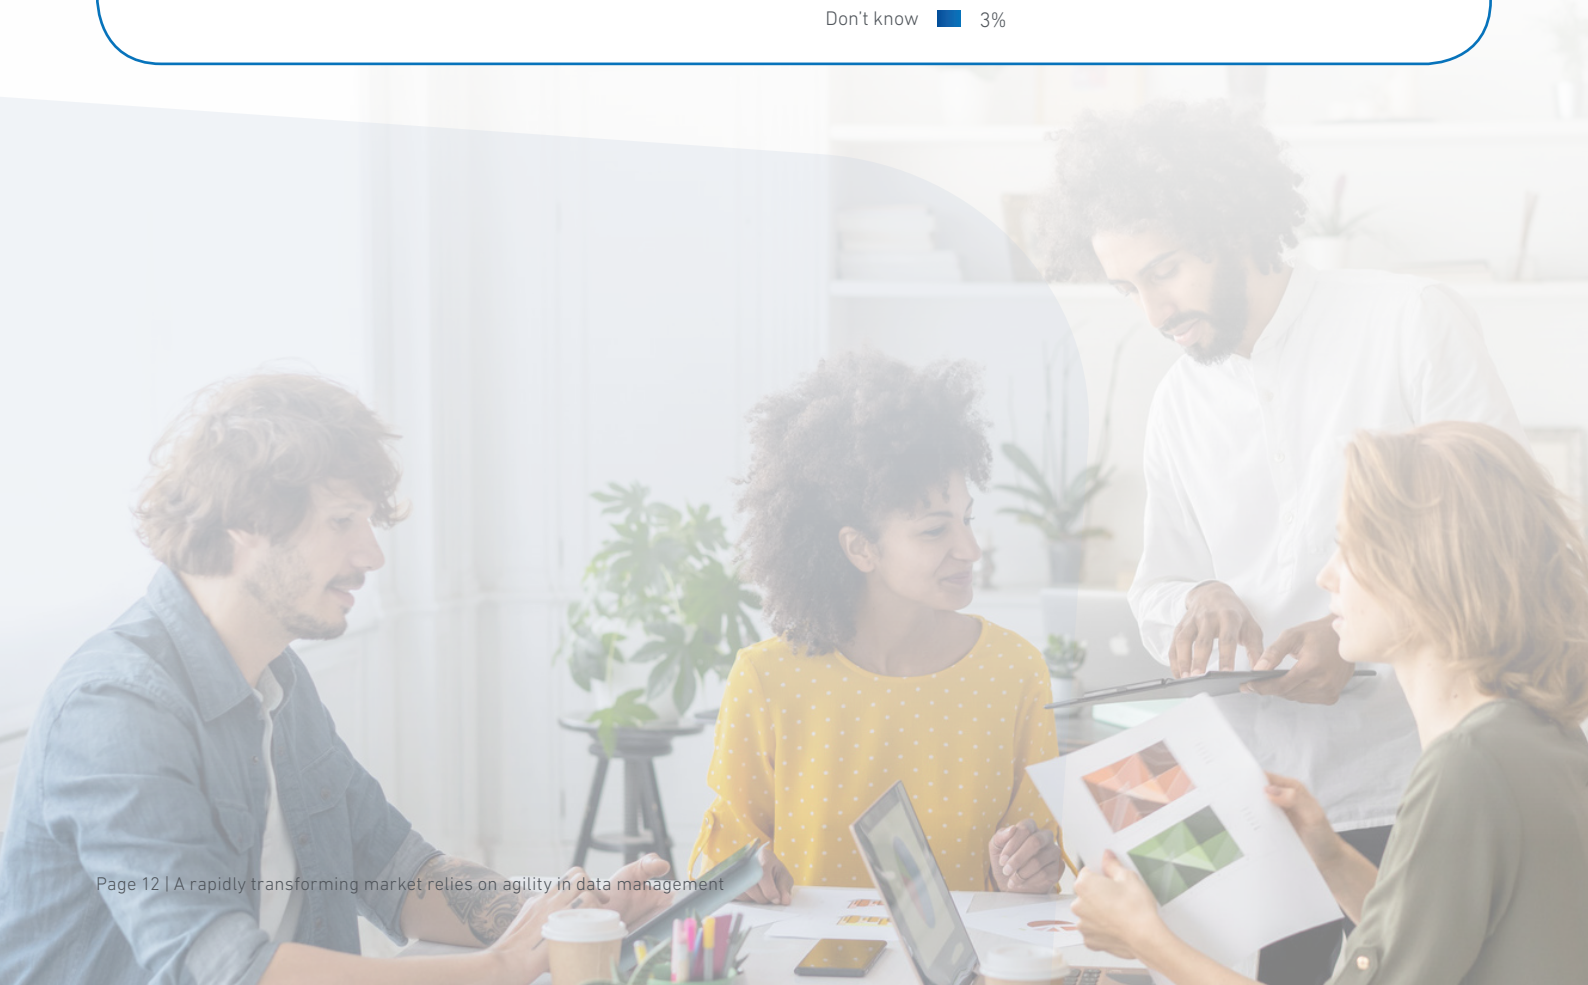 Don't know 3%
Page 12 | A rapidly transforming market relies on agility in data management